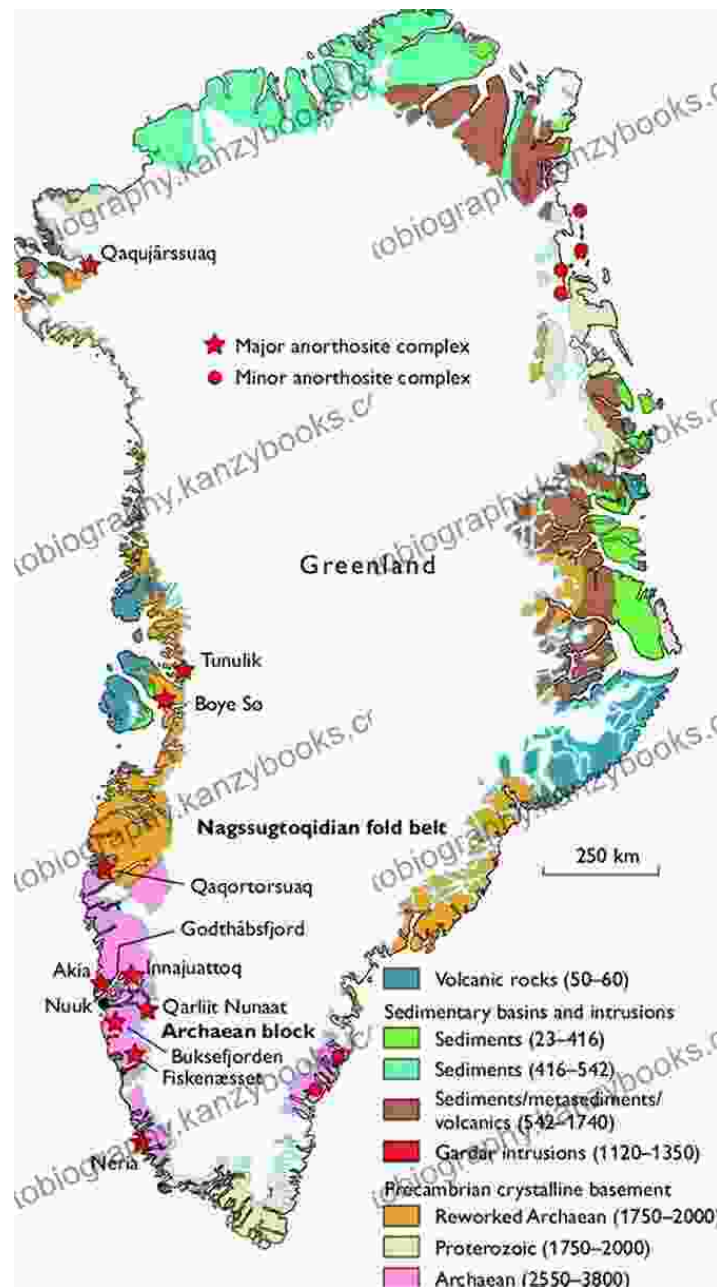 Qaqujârssuaq
Major anorthosite complex
Minor anorthosite complex
Greenland
Tunulik
Boye Sø
Nagssugtoqidian fold belt
250 km
Qaqortorsuaq
Godthåbsfjord
Akia
Innajuattoq
Nuuk
Qarliit Nunaat
Archaean block
Buksefjorden
Fiskenæsset
Neria
Volcanic rocks (50–60)
Sedimentary basins and intrusions
Sediments (23–416)
Sediments (416–542)
Sediments/metasediments/
volcanics (542–1740)
Gardar intrusions (1120–1350)
Precambrian crystalline basement
Reworked Archaean (1750–2000)
Proterozoic (1750–2000)
Archaean (2550–3800)
tobiography.kanzybooks.c